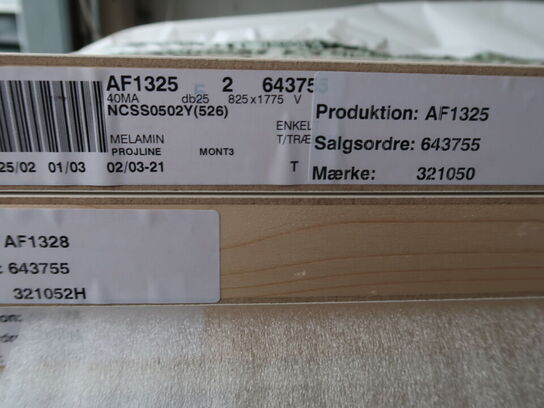 AF1325 2 64375
40MA db25 825x1775 V
NCSS0502Y(526)
ENKEL
MELAMIN T/TRÆ
PROJLINE MONT3
25/02 01/03 02/03-21 T
Produktion: AF1325
Salgsordre: 643755
Mærke: 321050
AF1328
: 643755
321052H